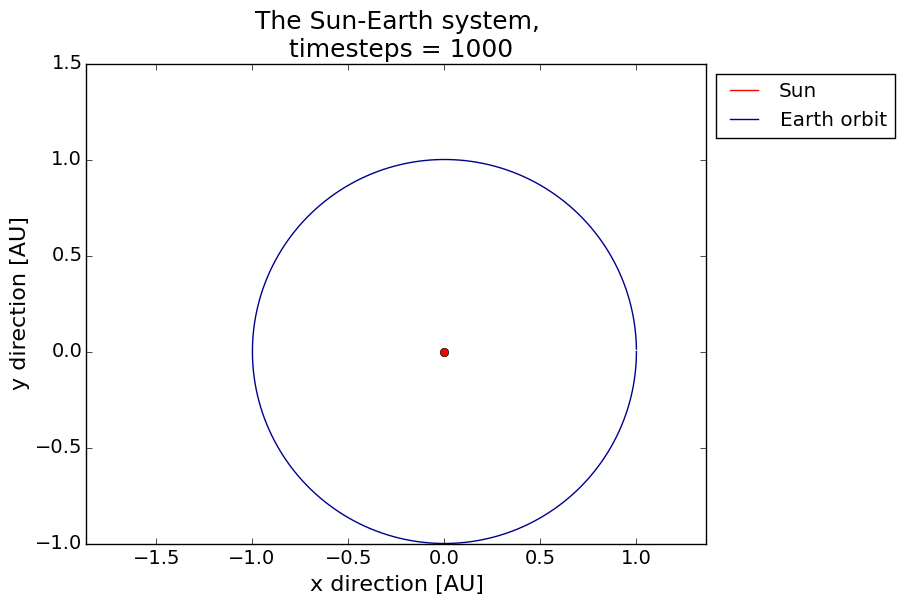 The Sun-Earth system,
timesteps = 1000
Sun
Earth orbit
1.5
1.0
0.5
0.0
−0.5
−1.0
y direction [AU]
−1.5
−1.0
−0.5
0.0
0.5
1.0
x direction [AU]